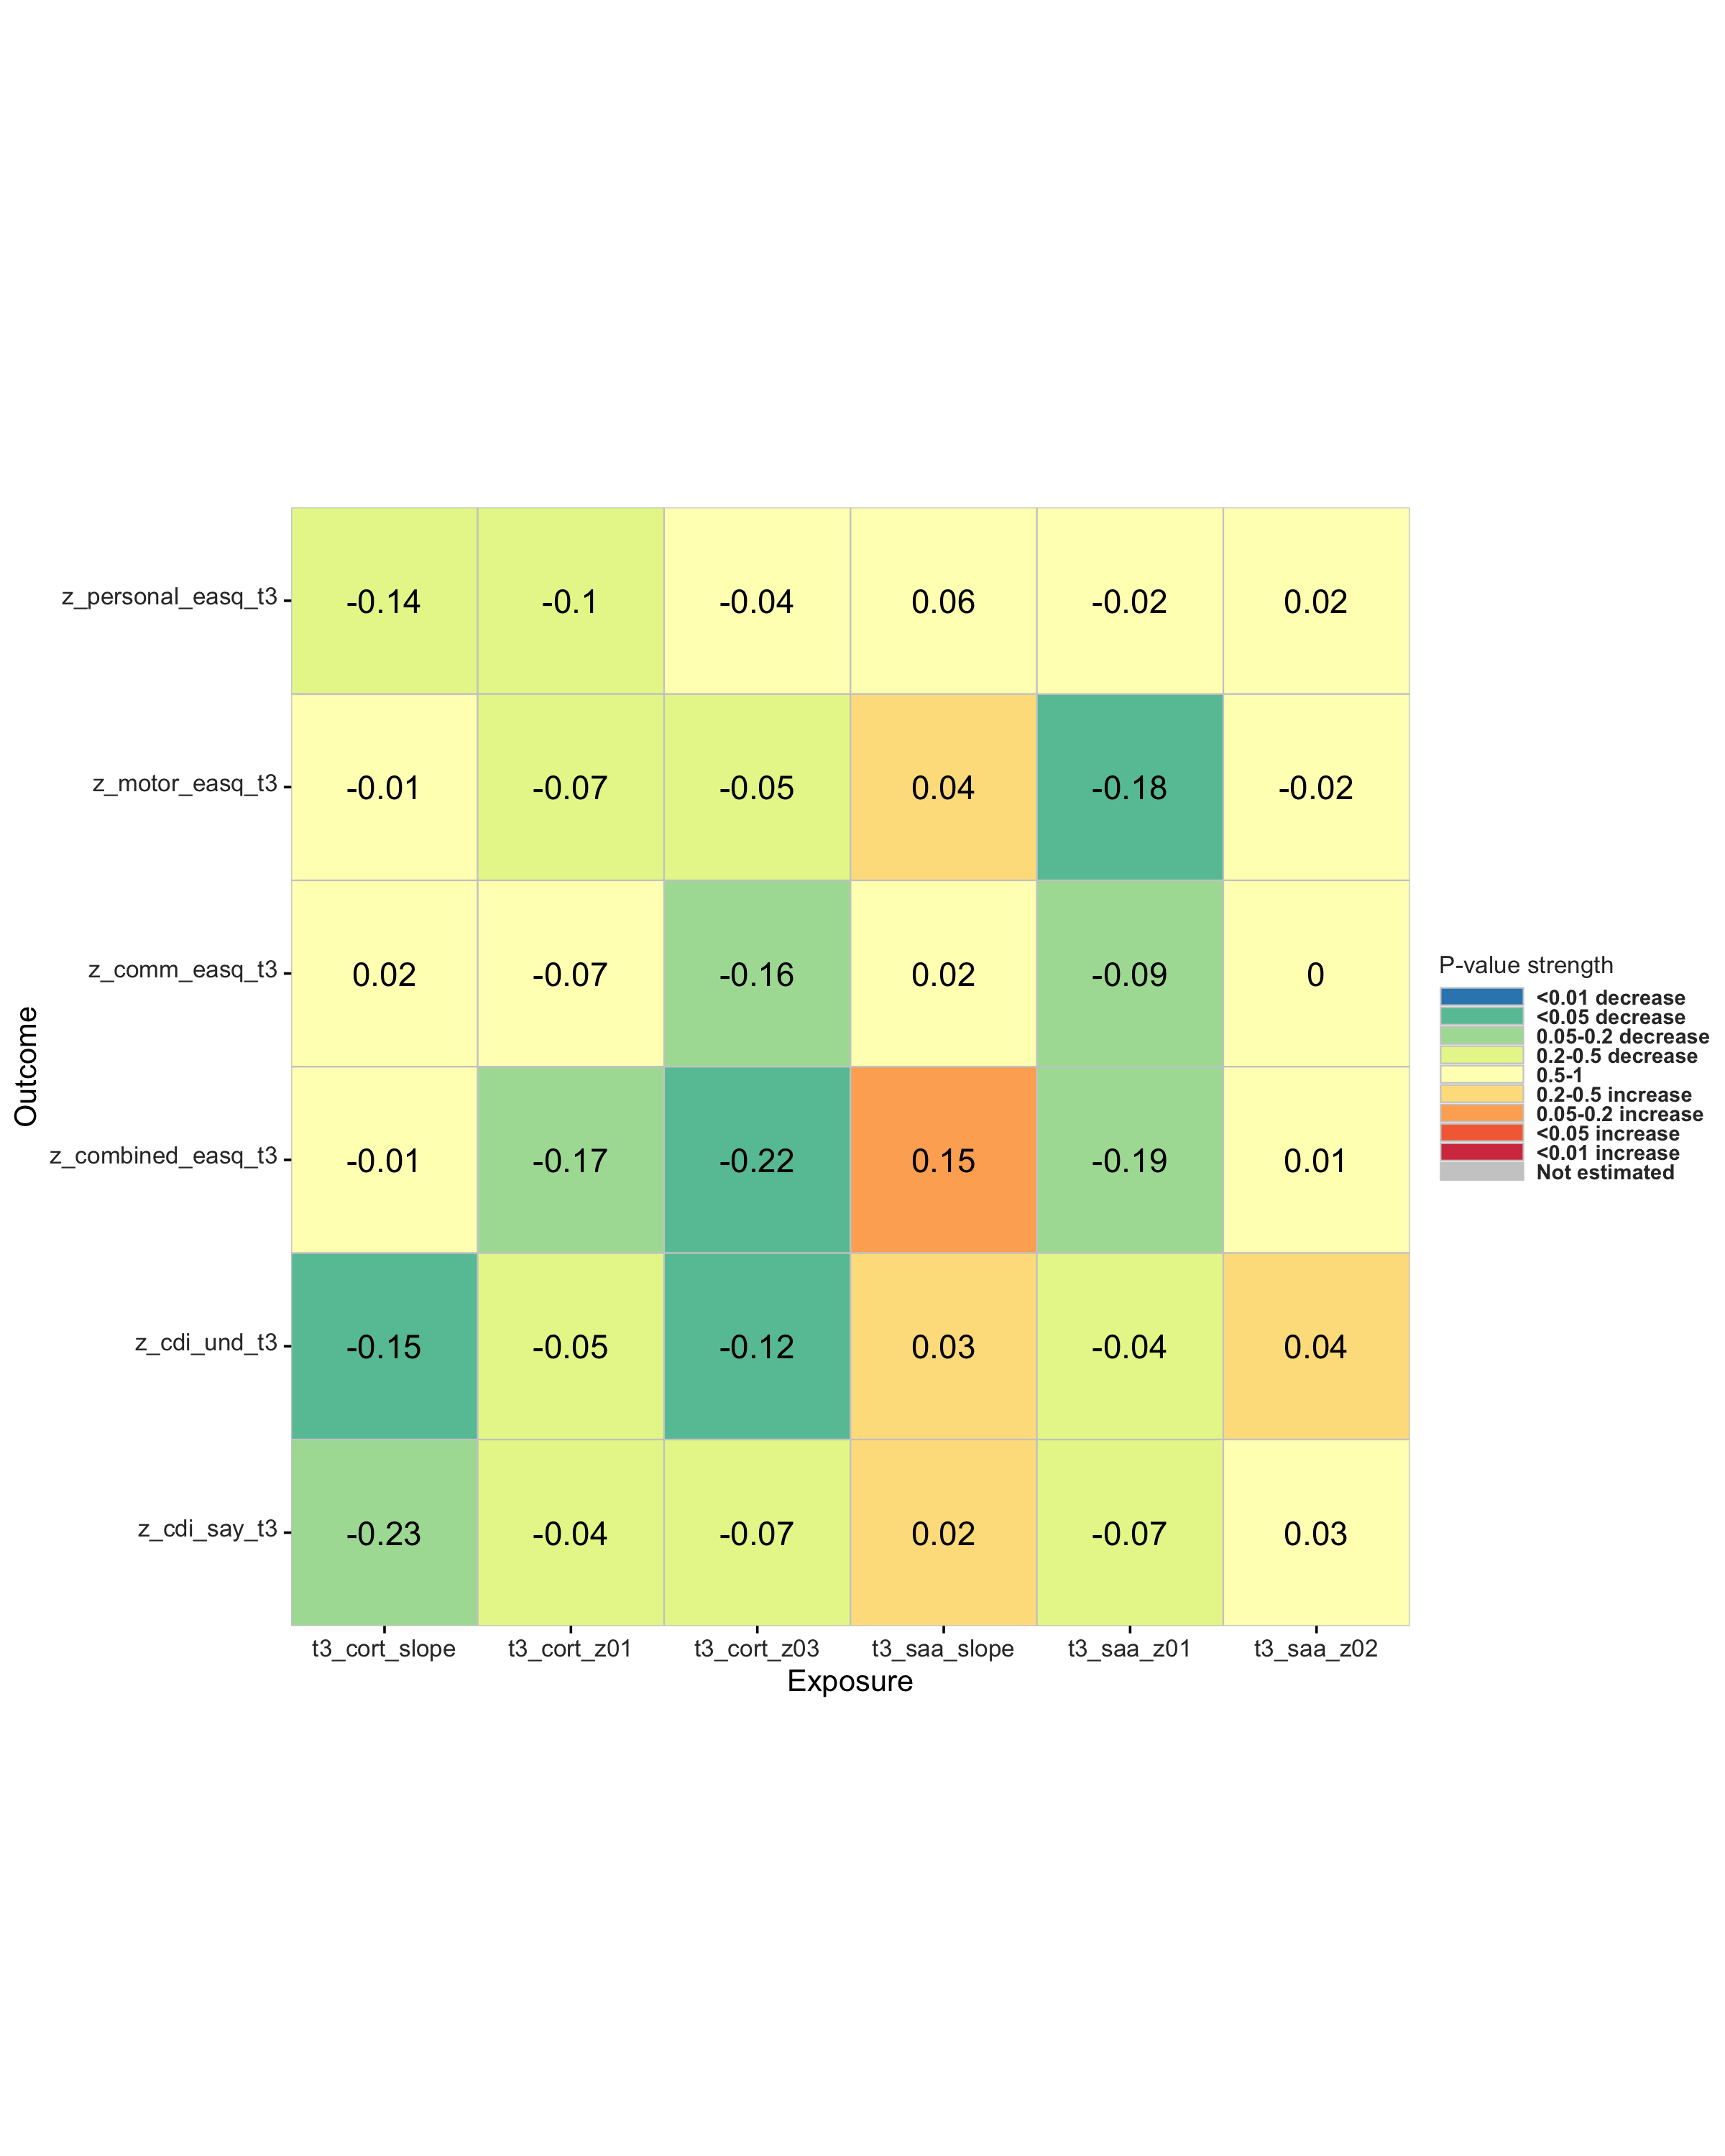 z_personal_easq_t3 -0.14 -0.1 -0.04 0.06 -0.02 0.02
z_motor_easq_t3 -0.01 -0.07 -0.05 0.04 -0.18 -0.02
z_comm_easq_t3 0.02 -0.07 -0.16 0.02 -0.09 0
z_combined_easq_t3 -0.01 -0.17 -0.22 0.15 -0.19 0.01
z_cdi_und_t3 -0.15 -0.05 -0.12 0.03 -0.04 0.04
z_cdi_say_t3 -0.23 -0.04 -0.07 0.02 -0.07 0.03
t3_cort_slope t3_cort_z01 t3_cort_z03 t3_saa_slope t3_saa_z01 t3_saa_z02
Exposure
Outcome
P-value strength
<0.01 decrease
<0.05 decrease
0.05-0.2 decrease
0.2-0.5 decrease
0.5-1
0.2-0.5 increase
0.05-0.2 increase
<0.05 increase
<0.01 increase
Not estimated